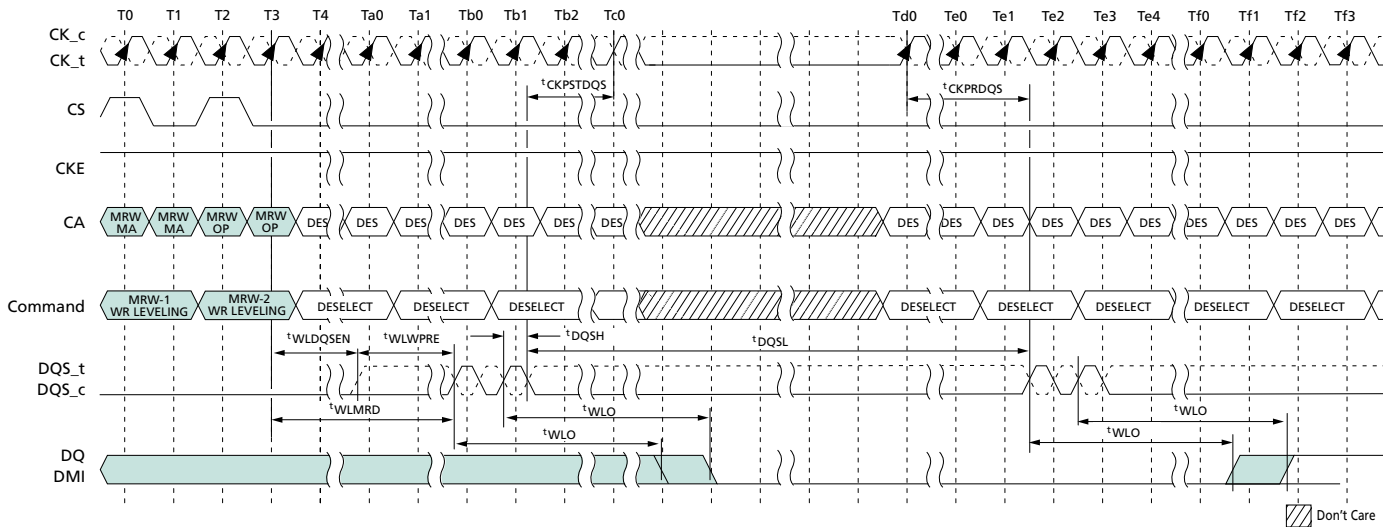 T0 T1 T2 T3 T4 Ta0 Ta1 Tb0 Tb1 Tb2 Tc0 Td0 Te0 Te1 Te2 Te3 Te4 Tf0 Tf1 Tf2 Tf3
CK_c
CK_t
tCKPSTDQS tCKPRDQS
CS
CKE
CA MRW MA MRW MA MRW OP MRW OP DES DES DES DES DES DES DES DES DES DES DES DES DES DES DES DES DES
Command MRW-1 WR LEVELING MRW-2 WR LEVELING DESELECT DESELECT DESELECT DESELECT DESELECT DESELECT DESELECT DESELECT
tWLDQSEN tWLWPRE tDQSH tDQSL
DQS_t
DQS_c
tWLMRD tWLO tWLO
tWLO tWLO
DQ
DMI
Don't Care